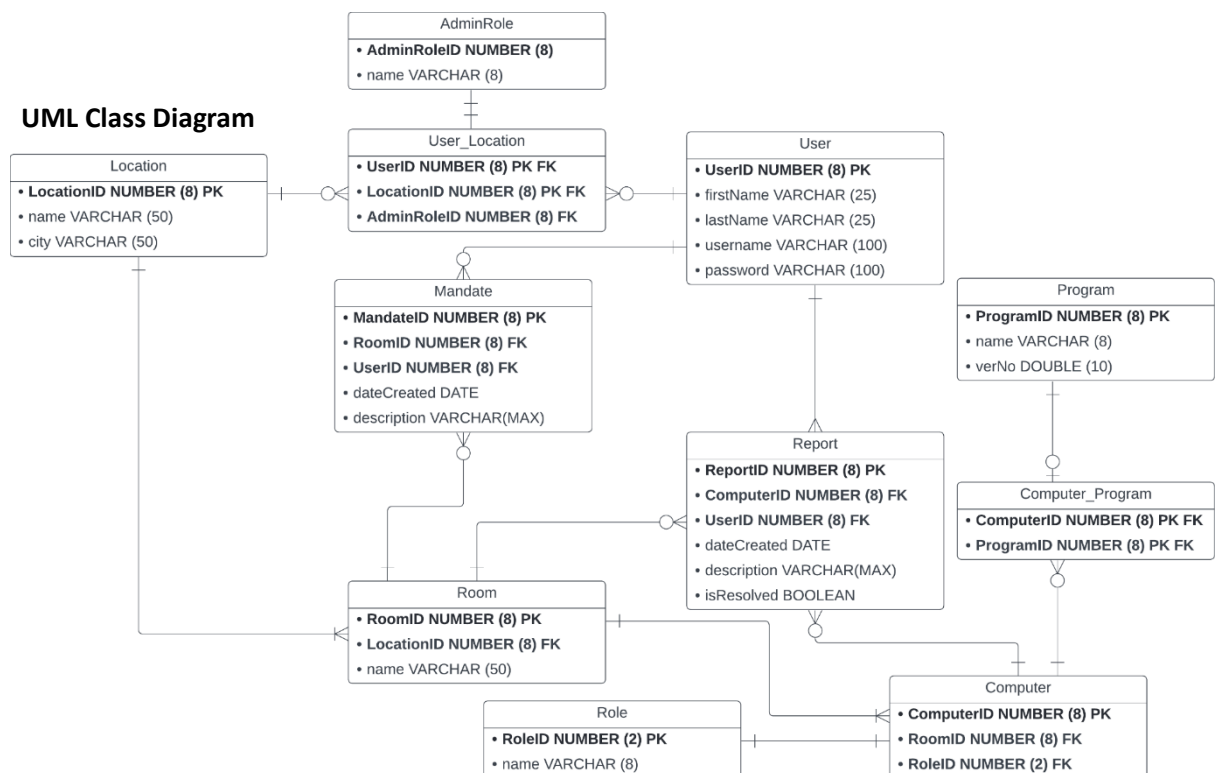 AdminRole
• AdminRoleID NUMBER (8)
• name VARCHAR (8)
UML Class Diagram
User_Location
• UserID NUMBER (8) PK FK
• LocationID NUMBER (8) PK FK
• AdminRoleID NUMBER (8) FK
User
• UserID NUMBER (8) PK
• firstName VARCHAR (25)
• lastName VARCHAR (25)
• username VARCHAR (100)
• password VARCHAR (100)
Location
• LocationID NUMBER (8) PK
• name VARCHAR (50)
• city VARCHAR (50)
Mandate
• MandateID NUMBER (8) PK
• RoomID NUMBER (8) FK
• UserID NUMBER (8) FK
• dateCreated DATE
• description VARCHAR(MAX)
Program
• ProgramID NUMBER (8) PK
• name VARCHAR (8)
• verNo DOUBLE (10)
Report
• ReportID NUMBER (8) PK
• ComputerID NUMBER (8) FK
• UserID NUMBER (8) FK
• dateCreated DATE
• description VARCHAR(MAX)
• isResolved BOOLEAN
Computer_Program
• ComputerID NUMBER (8) PK FK
• ProgramID NUMBER (8) PK FK
Room
• RoomID NUMBER (8) PK
• LocationID NUMBER (8) FK
• name VARCHAR (50)
Role
• RoleID NUMBER (2) PK
• name VARCHAR (8)
Computer
• ComputerID NUMBER (8) PK
• RoomID NUMBER (8) FK
• RoleID NUMBER (2) FK